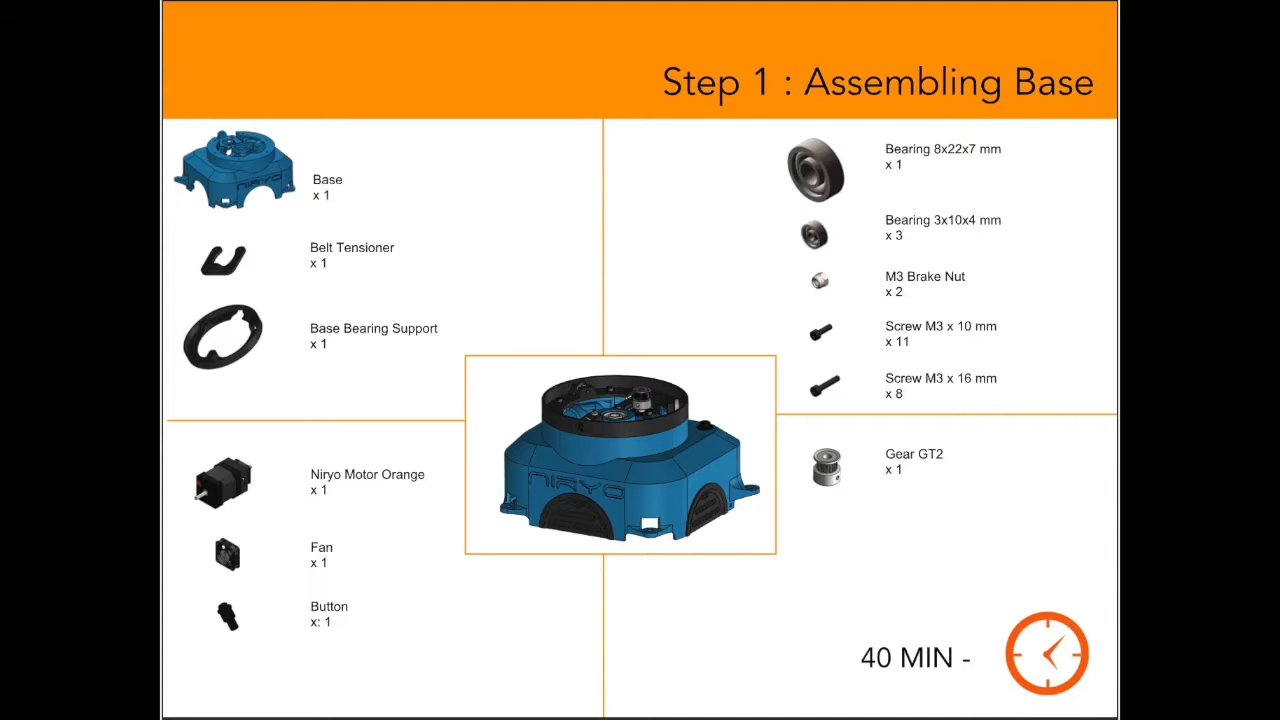 Step 1 : Assembling Base
Base
x 1
Belt Tensioner
x 1
Base Bearing Support
x 1
Bearing 8x22x7 mm
x 1
Bearing 3x10x4 mm
x 3
M3 Brake Nut
x 2
Screw M3 x 10 mm
x 11
Screw M3 x 16 mm
x 8
NIRYO
NIRYO
Niryo Motor Orange
x 1
Fan
x 1
Button
x: 1
Gear GT2
x 1
40 MIN -